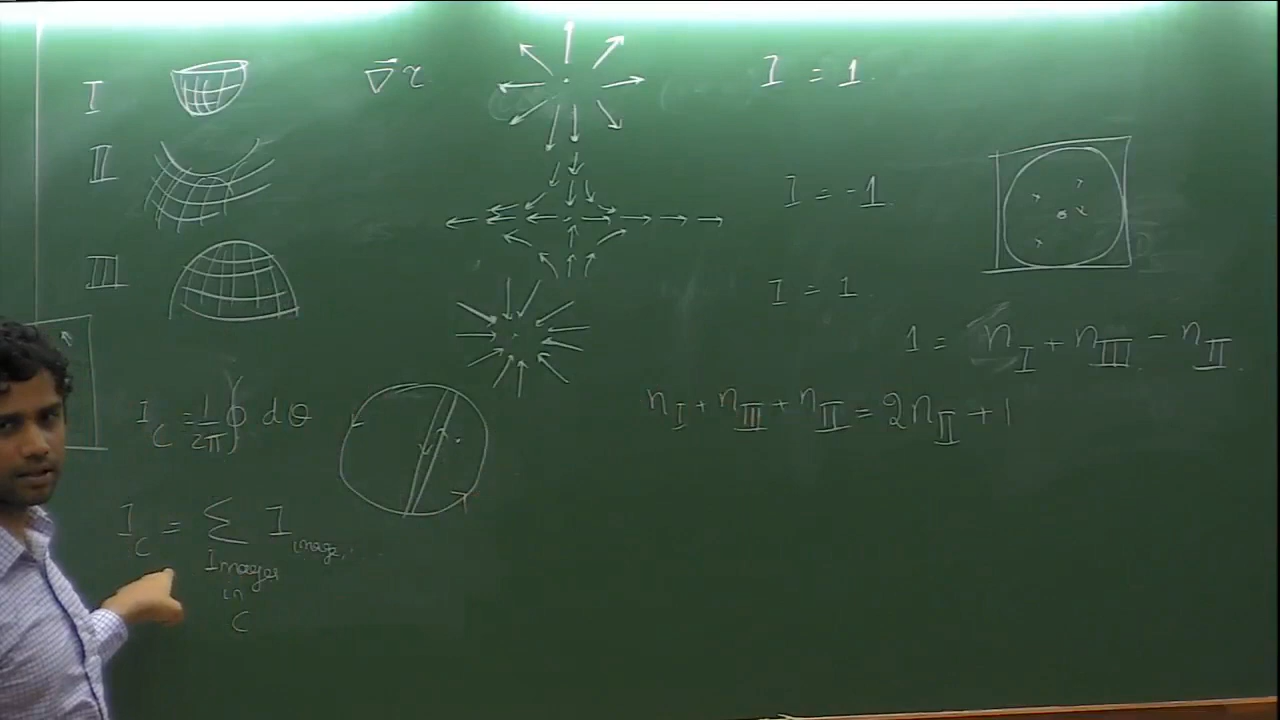 I
∇⃗τ
I = 1
II
I = -1
III
I = 1
1 = n_I + n_III - n_II
n_I + n_III + n_II = 2n_II + 1
I_C = 1/2π ∮ dθ
I_C = Σ I_image
Images
in
C